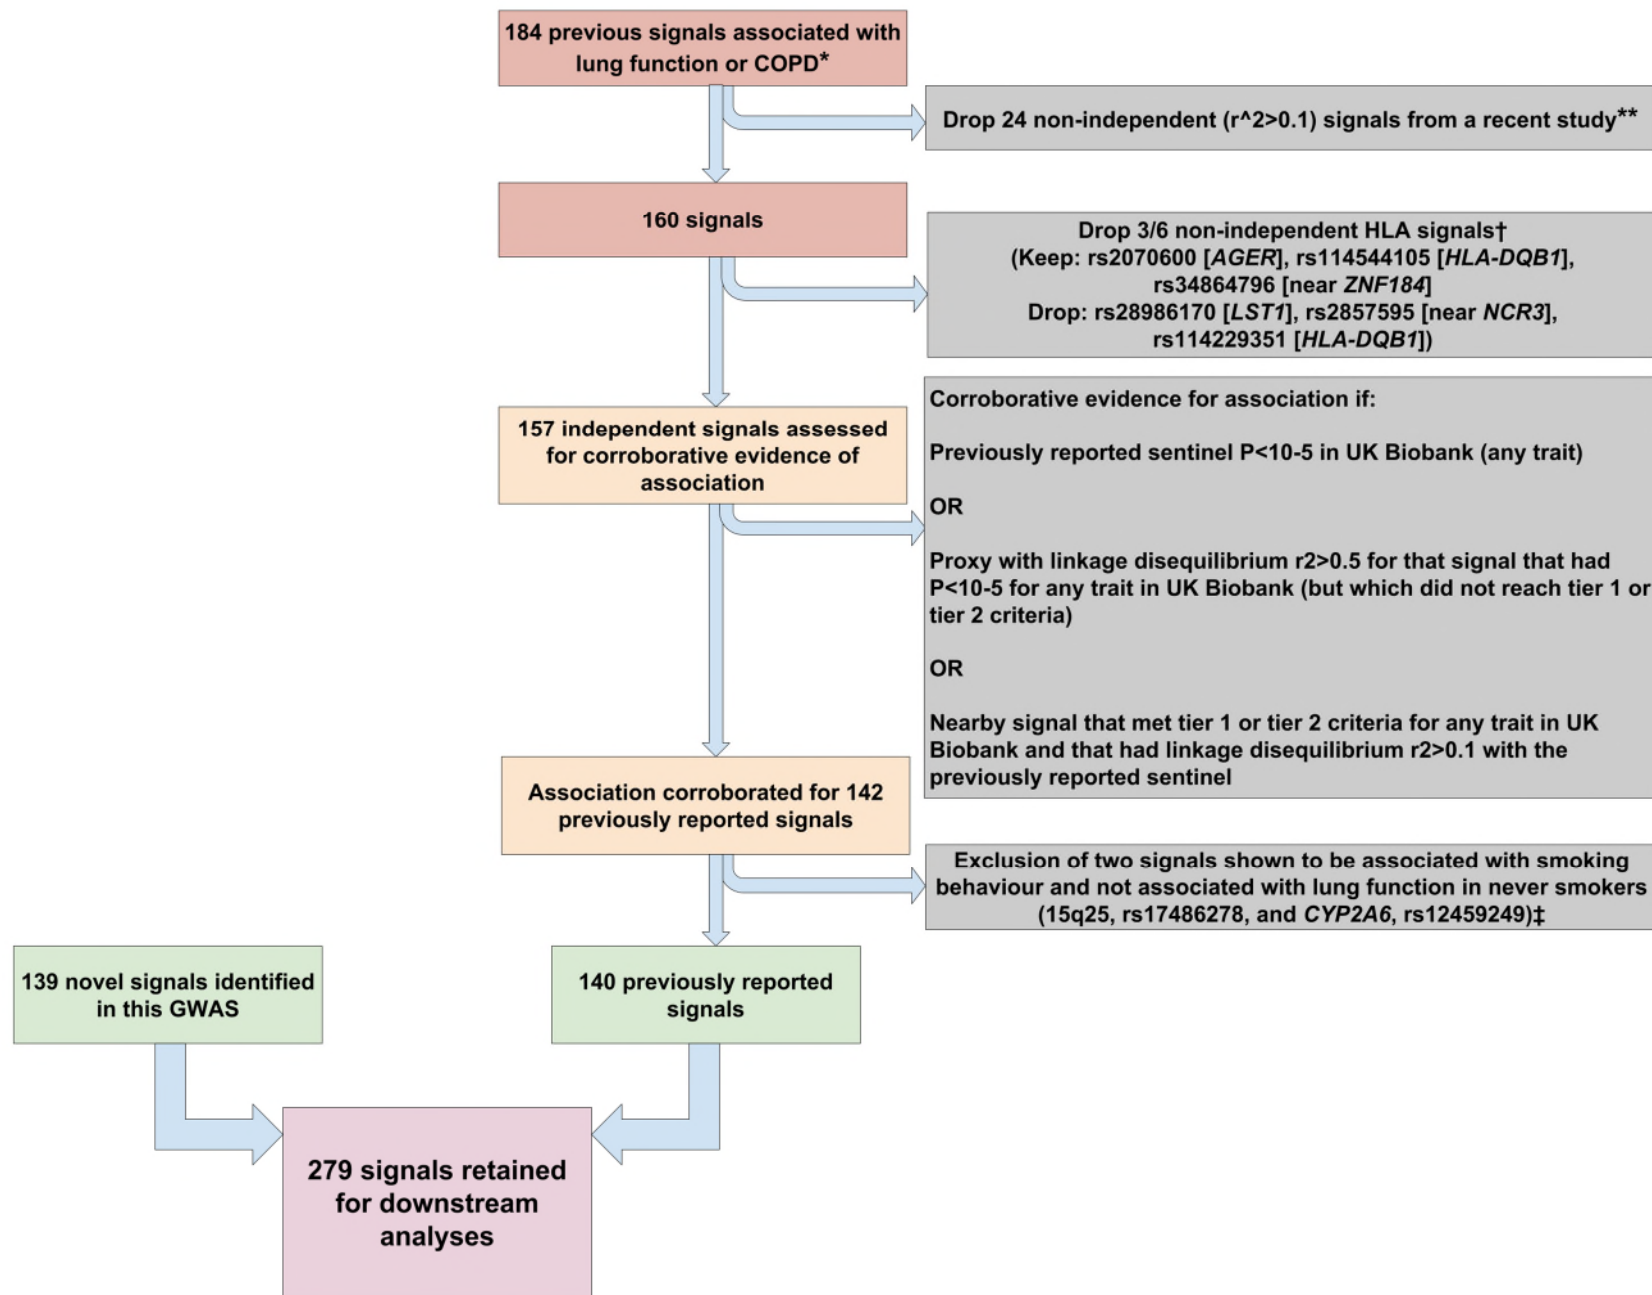 184 previous signals associated with
lung function or COPD*
Drop 24 non-independent (r^2>0.1) signals from a recent study**
160 signals
Drop 3/6 non-independent HLA signals†
(Keep: rs2070600 [AGER], rs114544105 [HLA-DQB1],
rs34864796 [near ZNF184]
Drop: rs28986170 [LST1], rs2857595 [near NCR3],
rs114229351 [HLA-DQB1])
157 independent signals assessed
for corroborative evidence of
association
Corroborative evidence for association if:
Previously reported sentinel P<10-5 in UK Biobank (any trait)
OR
Proxy with linkage disequilibrium r2>0.5 for that signal that had
P<10-5 for any trait in UK Biobank (but which did not reach tier 1 or
tier 2 criteria)
OR
Nearby signal that met tier 1 or tier 2 criteria for any trait in UK
Biobank and that had linkage disequilibrium r2>0.1 with the
previously reported sentinel
Association corroborated for 142
previously reported signals
Exclusion of two signals shown to be associated with smoking
behaviour and not associated with lung function in never smokers
(15q25, rs17486278, and CYP2A6, rs12459249)‡
139 novel signals identified
in this GWAS
140 previously reported
signals
279 signals retained
for downstream
analyses